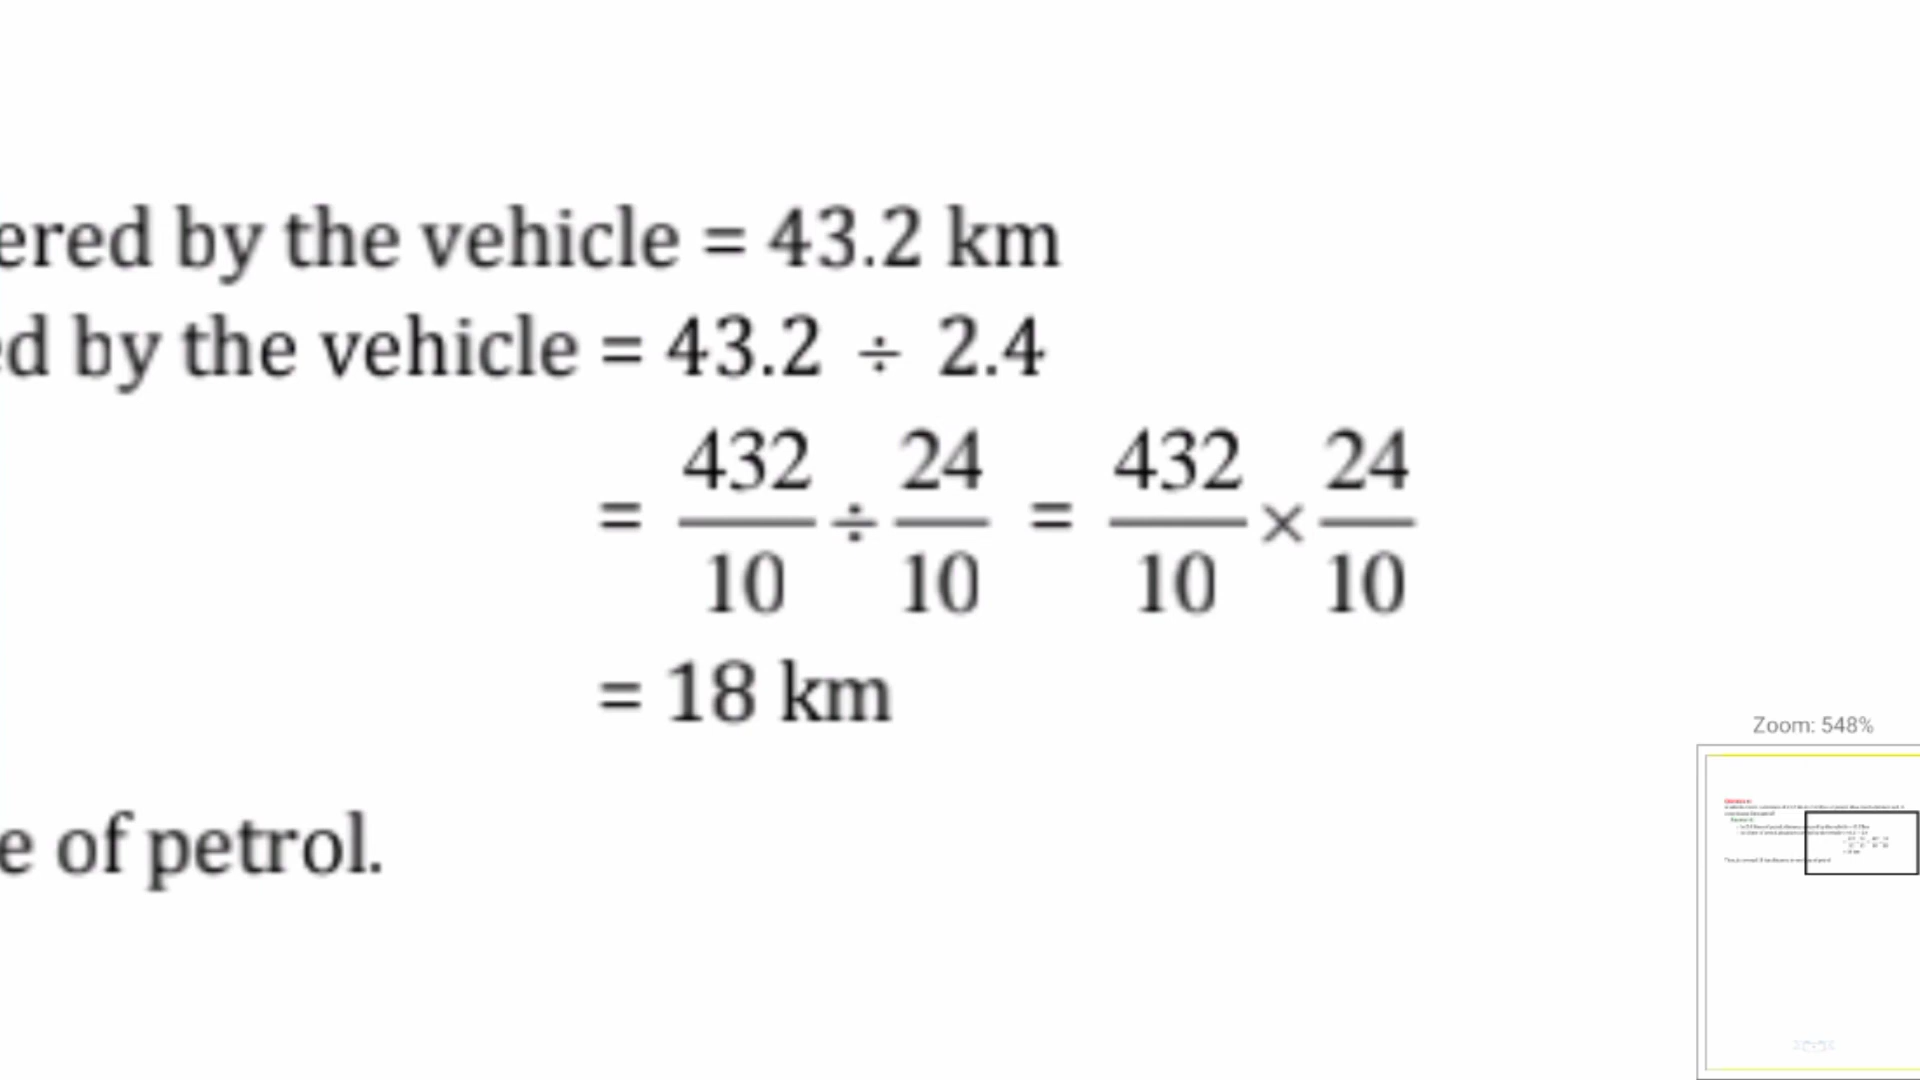 ered by the vehicle = 43.2 km
ed by the vehicle = 43.2 ÷ 2.4
= 432/10 ÷ 24/10 = 432/10 × 24/10
= 18 km
Zoom: 548%
e of petrol.